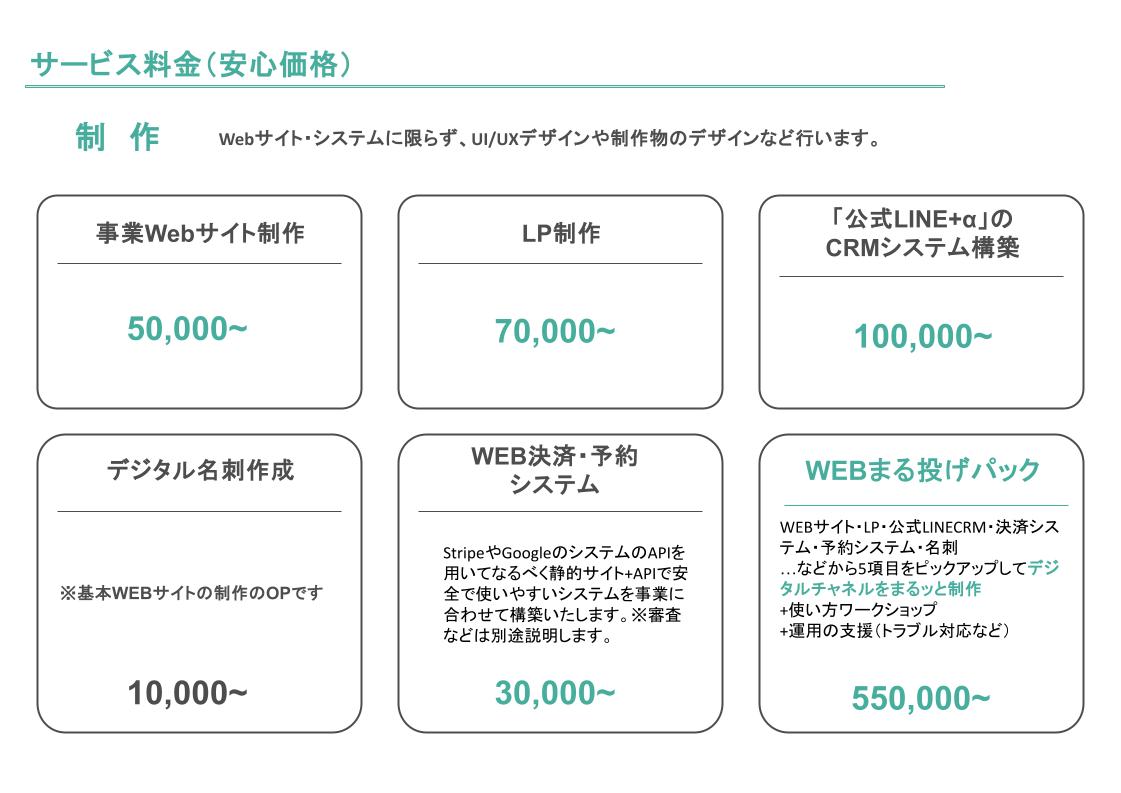 サービス料金（安心価格）
制　作
Webサイト・システムに限らず、UI/UXデザインや制作物のデザインなど行います。
事業Webサイト制作
50,000~
LP制作
70,000~
「公式LINE+α」の
CRMシステム構築
100,000~
デジタル名刺作成
※基本WEBサイトの制作のOPです
10,000~
WEB決済・予約
システム
StripeやGoogleのシステムのAPIを
用いてなるべく静的サイト+APIで安
全で使いやすいシステムを事業に
合わせて構築いたします。※審査
などは別途説明します。
30,000~
WEBまる投げパック
WEBサイト・LP・公式LINECRM・決済シス
テム・予約システム・名刺
…などから5項目をピックアップしてデジ
タルチャネルをまるッと制作
+使い方ワークショップ
+運用の支援（トラブル対応など）
550,000~